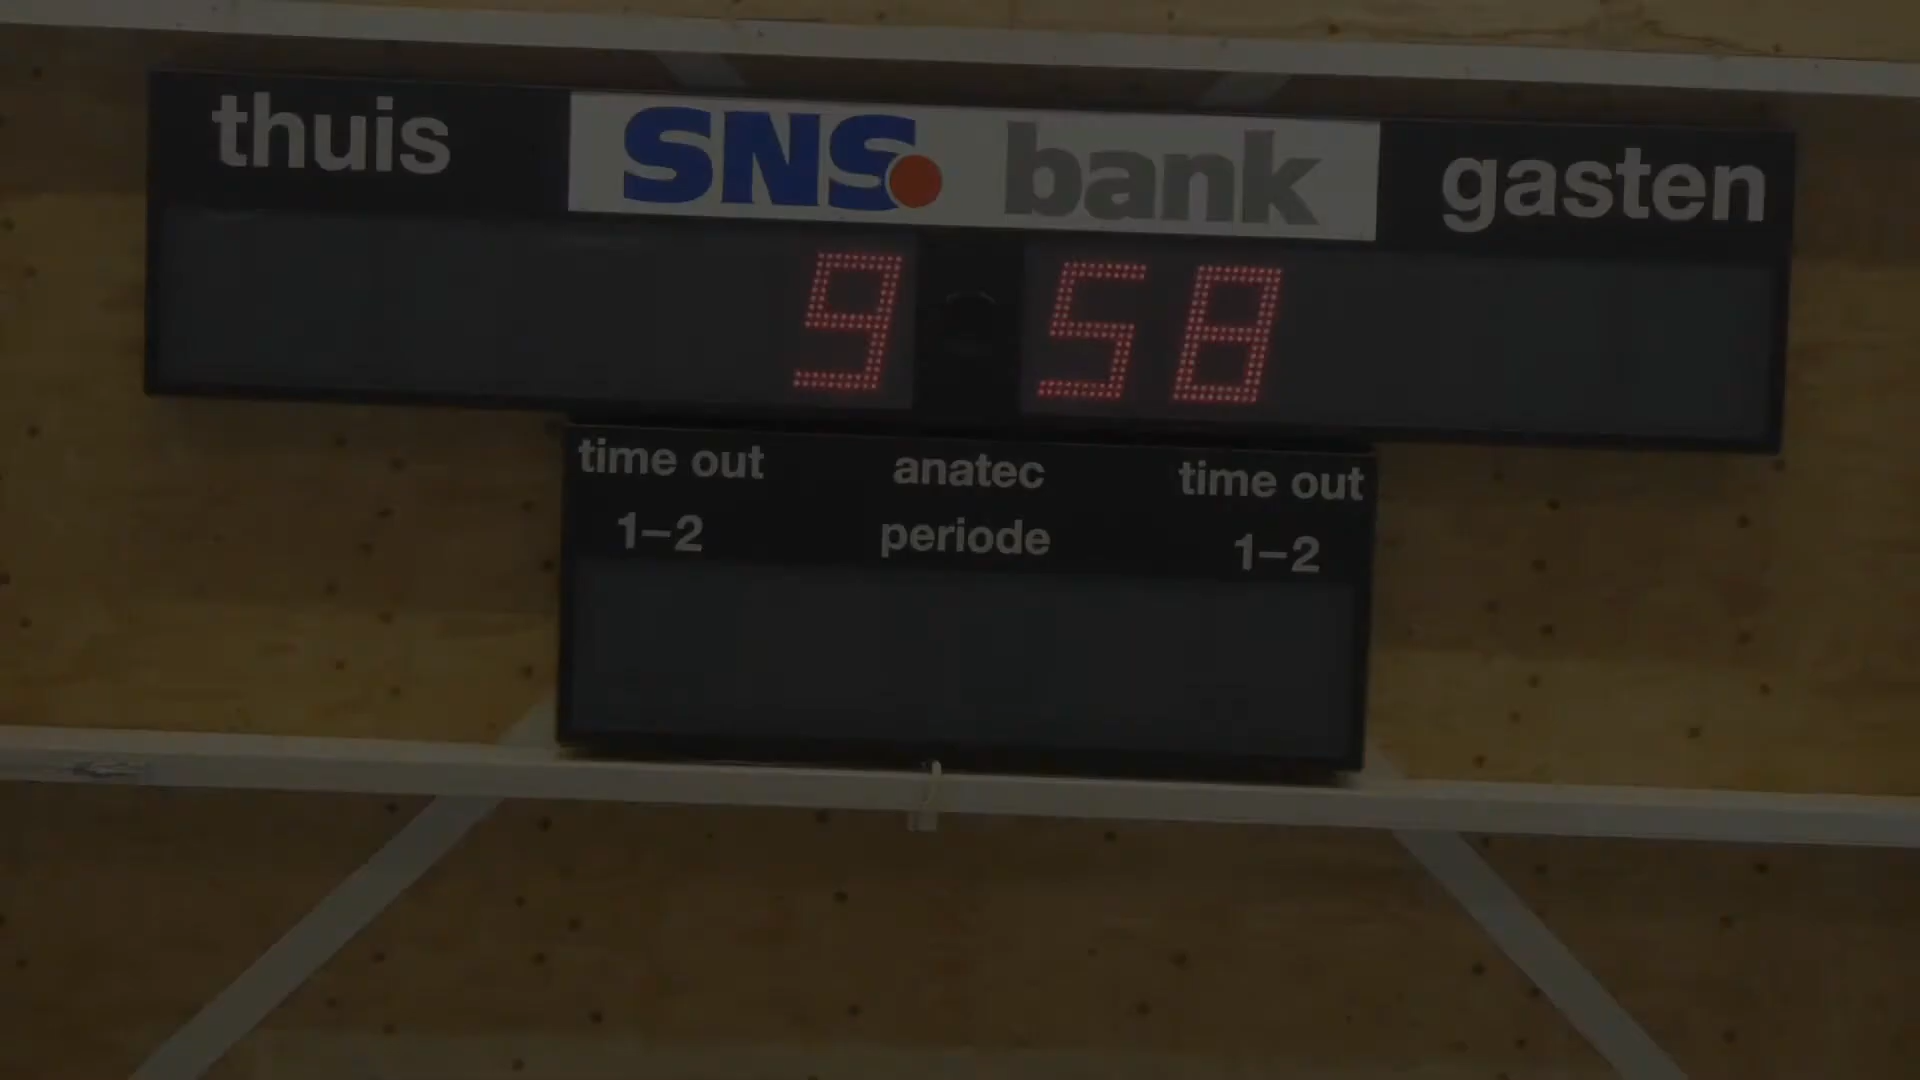 thuis SNS bank gasten
9 58
time out anatec time out
1–2 periode 1–2